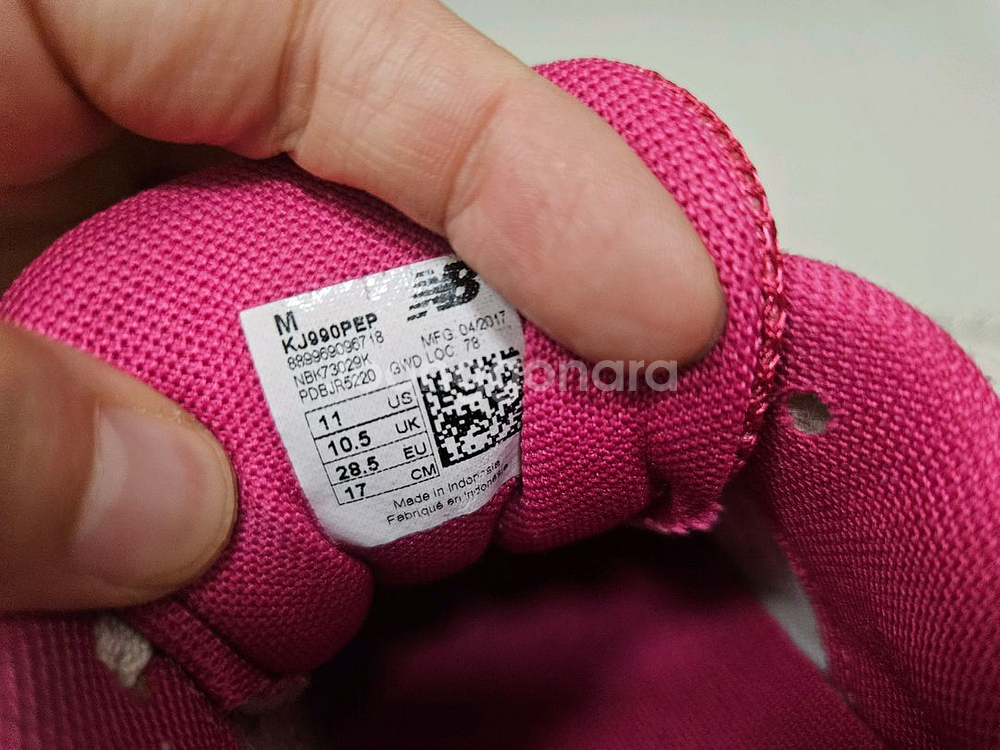 M
NB
KJ990PEP
889969096718
MFG 04/2017
NBK73029K
GWD LOC 78
PDBJR5220
11 US
10.5 UK
28.5 EU
17 CM
Made in Indonesia
Fabriqué en Indonésie